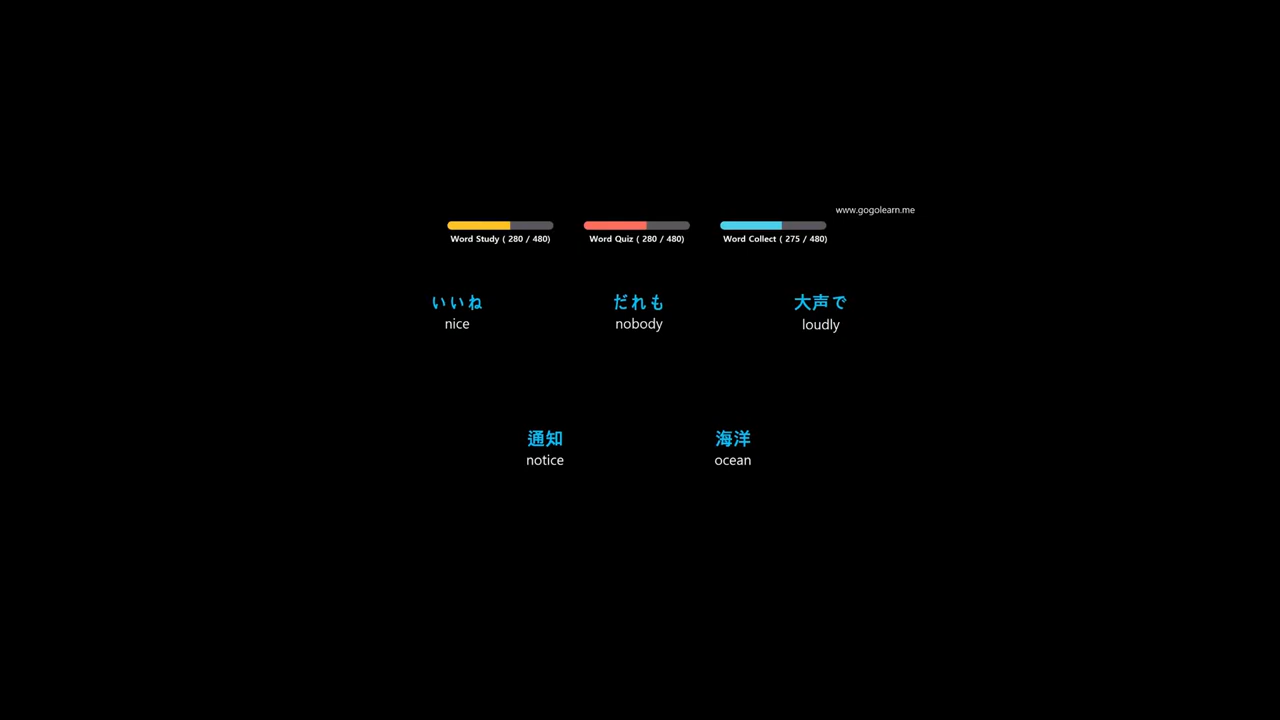 www.gogolearn.me
Word Study ( 280 / 480)
Word Quiz ( 280 / 480)
Word Collect ( 275 / 480)
いいね
nice
だれも
nobody
大声で
loudly
通知
notice
海洋
ocean